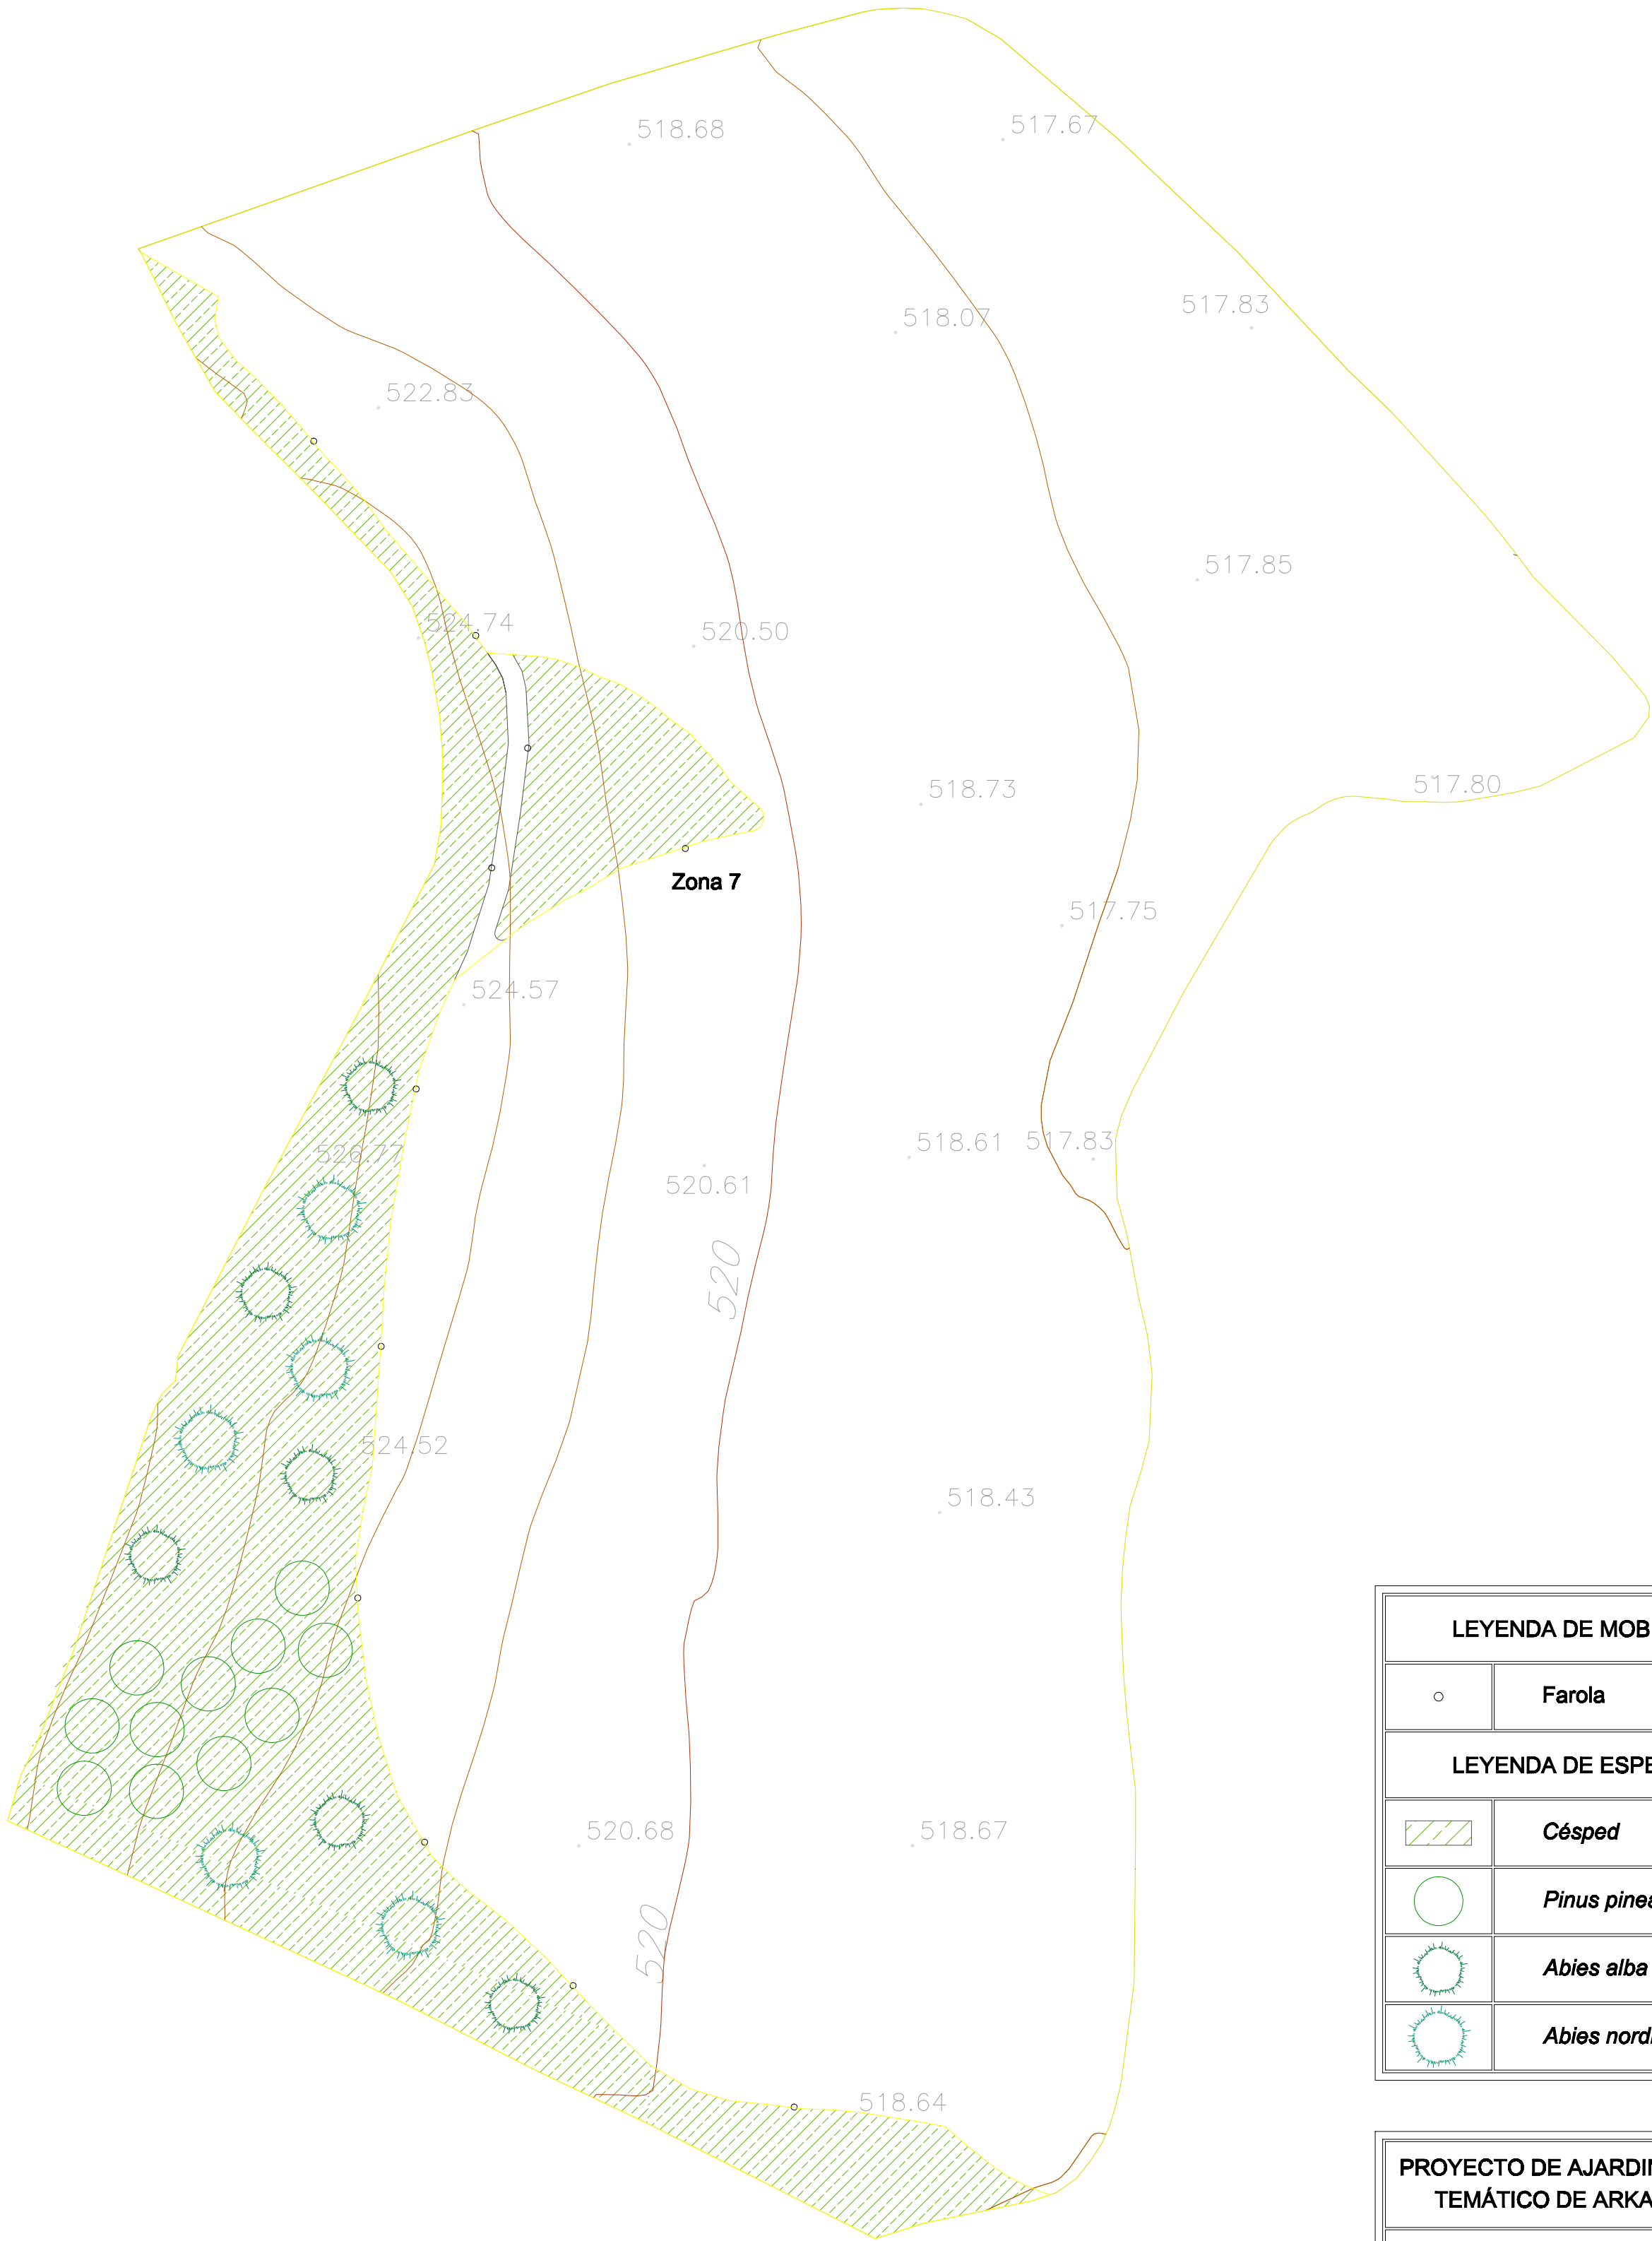 518.68
517.67
518.07
517.83
522.83
517.85
524.74
520.50
518.73
517.80
Zona 7
517.75
524.57
526.77
518.61
517.83
520.61
520
524.52
518.43
LEYENDA DE MOB
Farola
LEYENDA DE ESPE
Césped
520.68
518.67
Pinus pinea
520
Abies alba
Abies nord
518.64
PROYECTO DE AJARDIN
TEMÁTICO DE ARKA